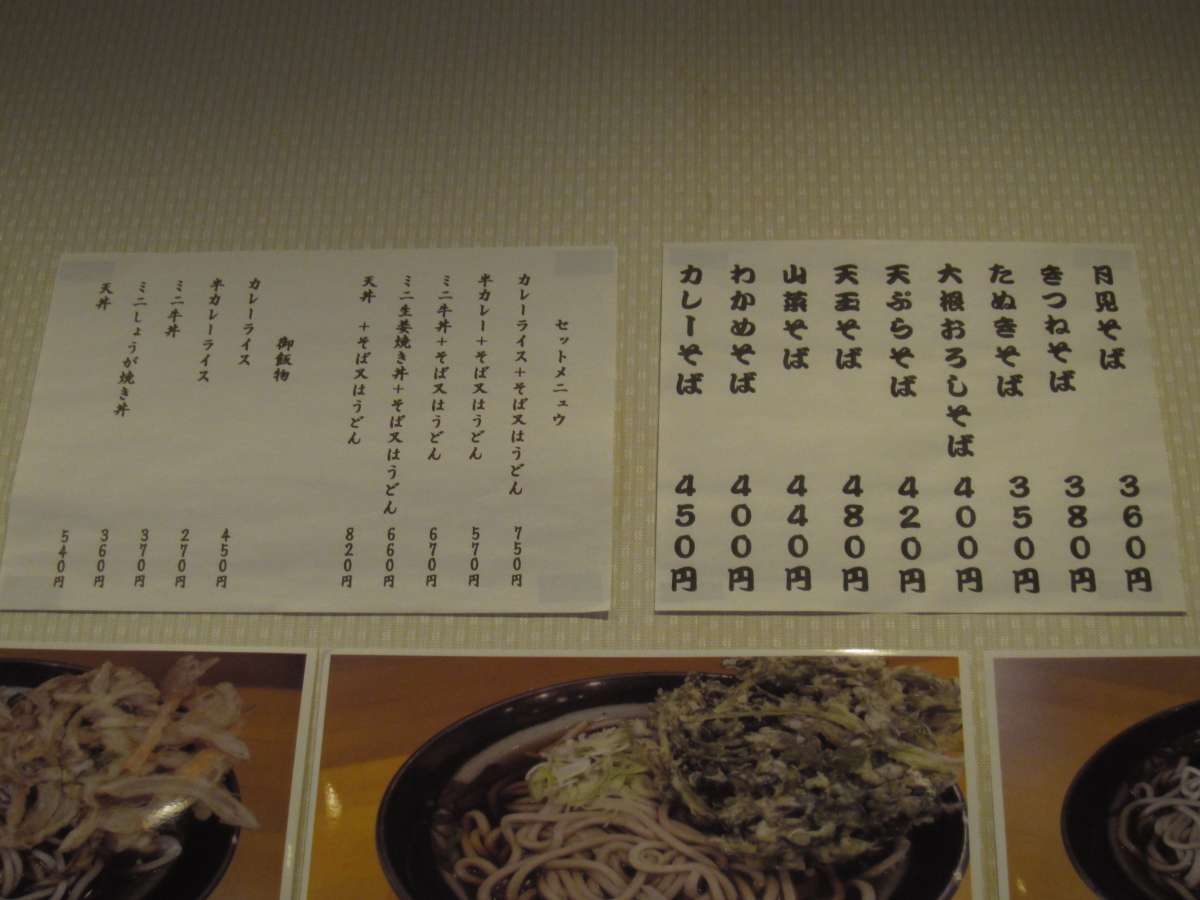 月見そば 360円
きつねそば 380円
たぬきそば 350円
大根おろしそば 400円
天ぷらそば 420円
天玉そば 480円
山菜そば 440円
わかめそば 400円
カレーそば 450円
セットメニュウ
カレーライス+そば又はうどん 750円
半カレー+そば又はうどん 570円
ミニ牛丼+そば又はうどん 670円
ミニ生姜焼き丼+そば又はうどん 660円
天丼 +そば又はうどん 820円
御飯物
カレーライス 450円
半カレーライス 270円
ミニ牛丼 370円
ミニしょうが焼き丼 360円
天丼 540円